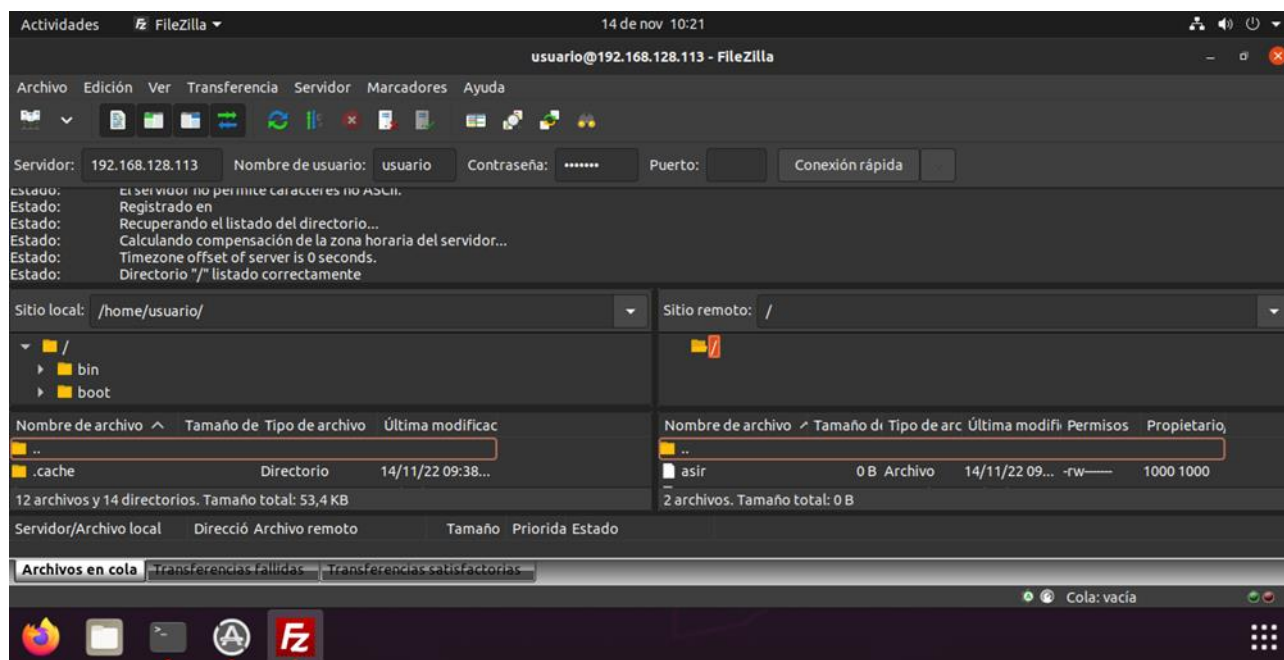 Actividades FileZilla 14 de nov 10:21
usuario@192.168.128.113 - FileZilla
Archivo Edición Ver Transferencia Servidor Marcadores Ayuda
Servidor: 192.168.128.113 Nombre de usuario: usuario Contraseña: ••••••• Puerto: Conexión rápida
Estado: El servidor no permite caracteres no ASCII.
Estado: Registrado en
Estado: Recuperando el listado del directorio...
Estado: Calculando compensación de la zona horaria del servidor...
Estado: Timezone offset of server is 0 seconds.
Estado: Directorio "/" listado correctamente
Sitio local: /home/usuario/ Sitio remoto: /
/ /
bin
boot
Nombre de archivo Tamaño de Tipo de archivo Última modificac Nombre de archivo Tamaño de Tipo de arc Última modifi Permisos Propietario
.. ..
.cache Directorio 14/11/22 09:38... asir 0 B Archivo 14/11/22 09... -rw------- 1000 1000
12 archivos y 14 directorios. Tamaño total: 53,4 KB 2 archivos. Tamaño total: 0 B
Servidor/Archivo local Direcció Archivo remoto Tamaño Priorida Estado
Archivos en cola Transferencias fallidas Transferencias satisfactorias
Cola: vacía